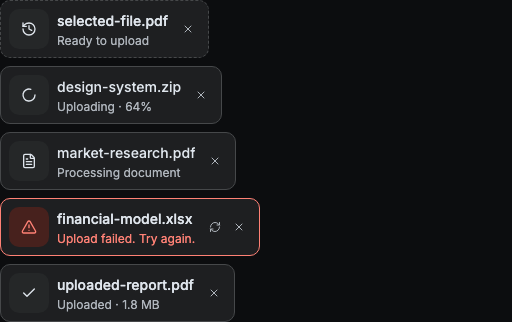 selected-file.pdf
Ready to upload
design-system.zip
Uploading · 64%
market-research.pdf
Processing document
financial-model.xlsx
Upload failed. Try again.
uploaded-report.pdf
Uploaded · 1.8 MB